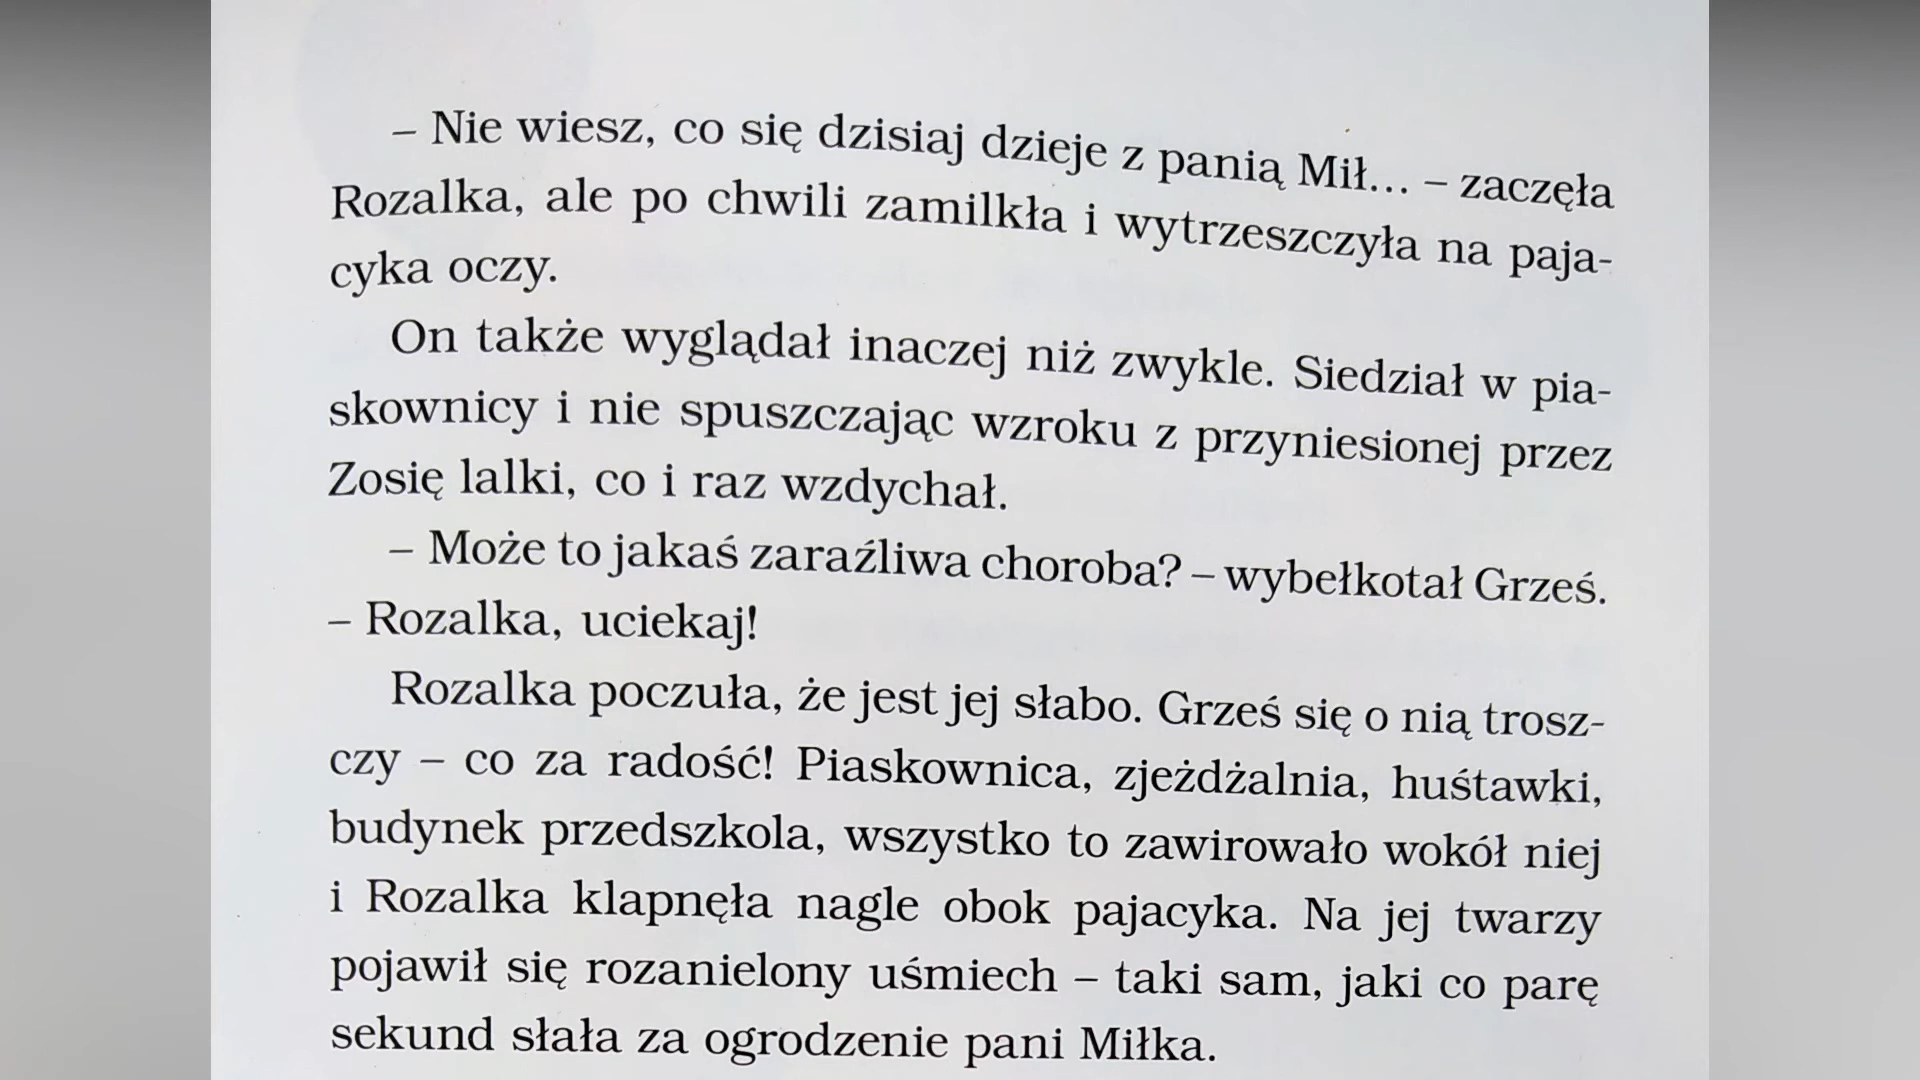 – Nie wiesz, co się dzisiaj dzieje z panią Mił... – zaczęła
Rozalka, ale po chwili zamilkła i wytrzeszczyła na paja-
cyka oczy.
On także wyglądał inaczej niż zwykle. Siedział w pia-
skownicy i nie spuszczając wzroku z przyniesionej przez
Zosię lalki, co i raz wzdychał.
– Może to jakaś zaraźliwa choroba? – wybełkotał Grześ.
– Rozalka, uciekaj!
Rozalka poczuła, że jest jej słabo. Grześ się o nią trosz-
czy – co za radość! Piaskownica, zjeżdżalnia, huśtawki,
budynek przedszkola, wszystko to zawirowało wokół niej
i Rozalka klapnęła nagle obok pajacyka. Na jej twarzy
pojawił się rozanielony uśmiech – taki sam, jaki co parę
sekund słała za ogrodzenie pani Miłka.